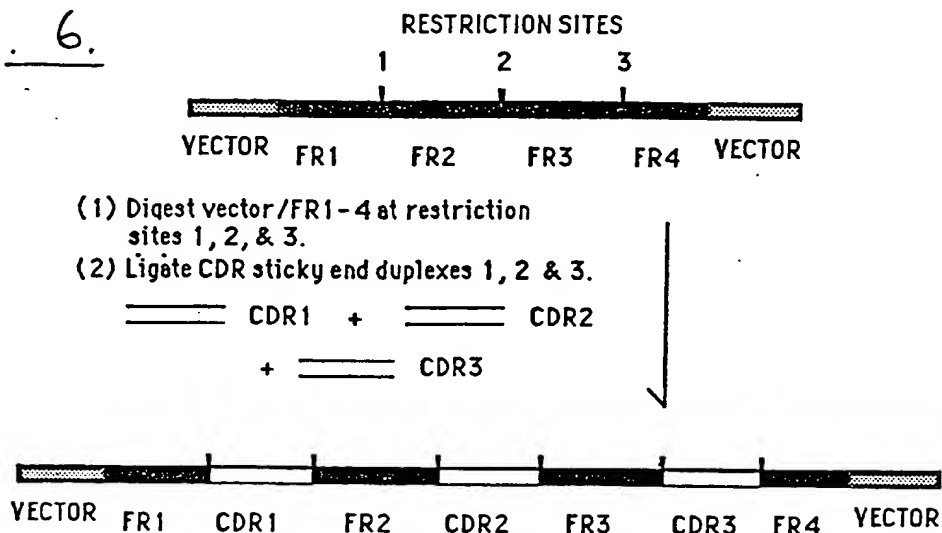 . 6.
RESTRICTION SITES
1 2 3
VECTOR FR1 FR2 FR3 FR4 VECTOR
(1) Digest vector/FR1-4 at restriction
sites 1, 2, & 3.
(2) Ligate CDR sticky end duplexes 1, 2 & 3.
CDR1 + CDR2
+ CDR3
VECTOR FR1 CDR1 FR2 CDR2 FR3 CDR3 FR4 VECTOR